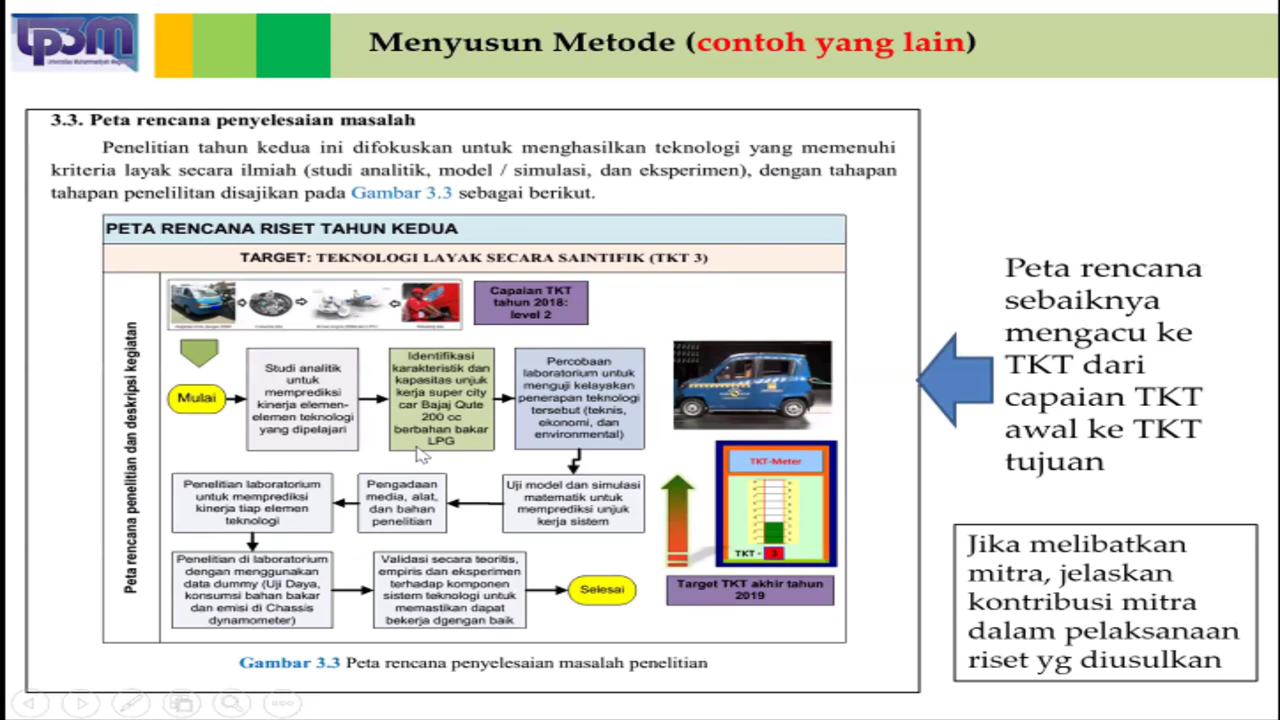 LP3M
Universitas Muhammadiyah
Menyusun Metode (contoh yang lain)
3.3. Peta rencana penyelesaian masalah
Penelitian tahun kedua ini difokuskan untuk menghasilkan teknologi yang memenuhi
kriteria layak secara ilmiah (studi analitik, model / simulasi, dan eksperimen), dengan tahapan
tahapan penelilitan disajikan pada Gambar 3.3 sebagai berikut.
PETA RENCANA RISET TAHUN KEDUA
TARGET: TEKNOLOGI LAYAK SECARA SAINTIFIK (TKT 3)
Peta rencana penelitian dan deskripsi kegiatan
Capaian TKT
tahun 2018:
level 2
Mulai
Studi analitik
untuk
memprediksi
kinerja elemen-
elemen teknologi
yang dipelajari
Identifikasi
karakteristik dan
kapasitas unjuk
kerja super city
car Bajaj Qute
200 cc
berbahan bakar
LPG
Percobaan
laboratorium untuk
menguji kelayakan
penerapan teknologi
tersebut (teknis,
ekonomi, dan
environmental)
Uji model dan simulasi
matematik untuk
memprediksi unjuk
kerja sistem
Pengadaan
media, alat,
dan bahan
penelitian
Penelitian laboratorium
untuk memprediksi
kinerja tiap elemen
teknologi
Penelitian di laboratorium
dengan menggunakan
data dummy (Uji Daya,
konsumsi bahan bakar
dan emisi di Chassis
dynamometer)
Validasi secara teoritis,
empiris dan eksperimen
terhadap komponen
sistem teknologi untuk
memastikan dapat
bekerja dgengan baik
Selesai
TKT-Meter
TKT - 3
Target TKT akhir tahun
2019
Gambar 3.3 Peta rencana penyelesaian masalah penelitian
Peta rencana
sebaiknya
mengacu ke
TKT dari
capaian TKT
awal ke TKT
tujuan
Jika melibatkan
mitra, jelaskan
kontribusi mitra
dalam pelaksanaan
riset yg diusulkan